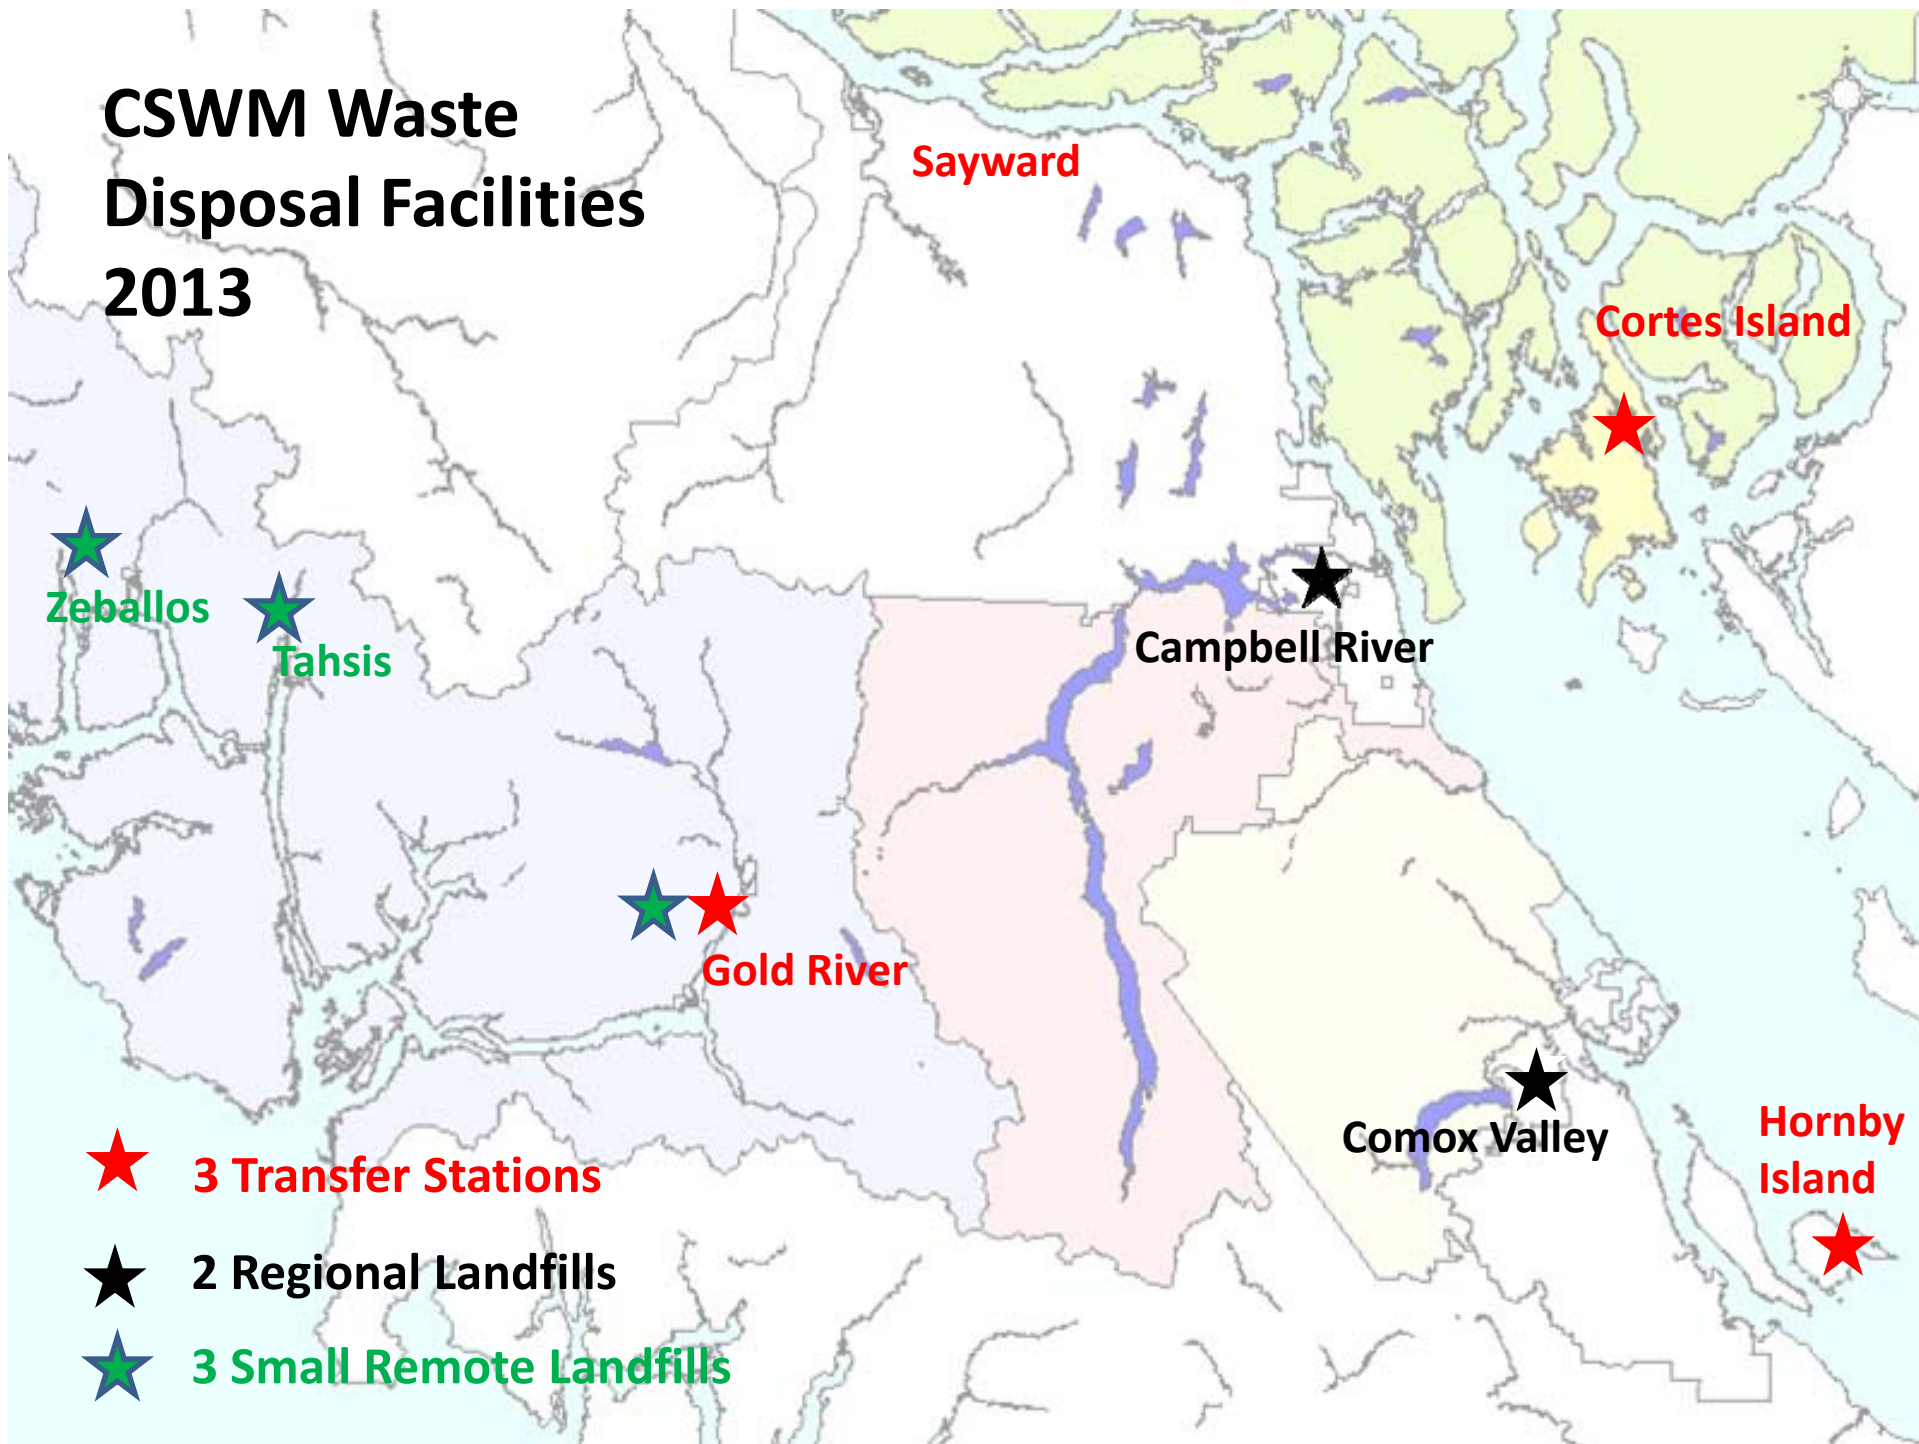 CSWM Waste
Disposal Facilities
2013
Sayward
Cortes Island
Zeballos
Tahsis
Campbell River
Gold River
Comox Valley
Hornby
Island
3 Transfer Stations
2 Regional Landfills
3 Small Remote Landfills